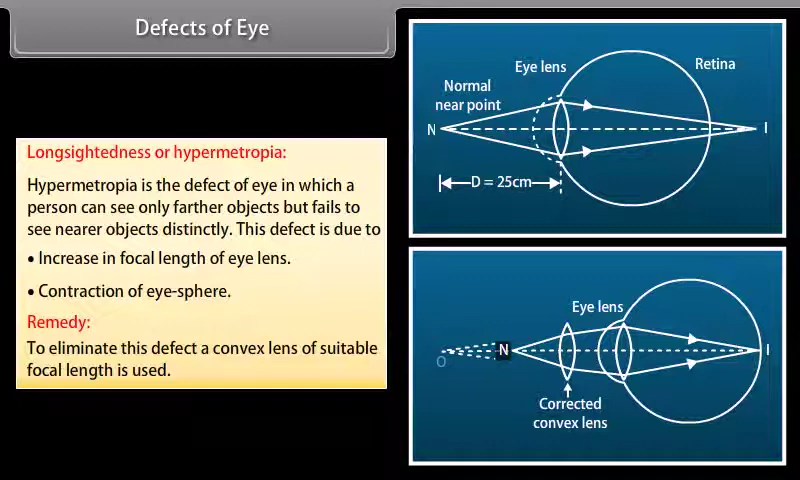 Defects of Eye
Longsightedness or hypermetropia:
Hypermetropia is the defect of eye in which a
person can see only farther objects but fails to
see nearer objects distinctly. This defect is due to
• Increase in focal length of eye lens.
• Contraction of eye-sphere.
Remedy:
To eliminate this defect a convex lens of suitable
focal length is used.
Eye lens
Retina
Normal
near point
N
I
D = 25cm
Eye lens
O
N
I
Corrected
convex lens